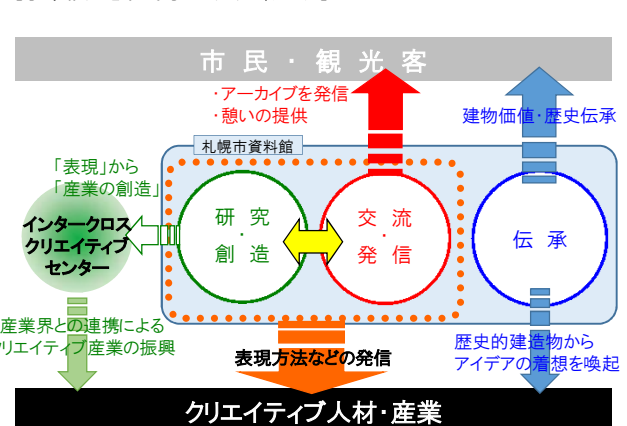 市民・観光客
・アーカイブを発信
・憩いの提供
建物価値・歴史伝承
札幌市資料館
「表現」から
「産業の創造」
インタークロス
クリエイティブ
センター
研究
・
創造
交流
・
発信
伝承
産業界との連携による
リエイティブ産業の振興
表現方法などの発信
歴史的建造物から
アイデアの着想を喚起
クリエイティブ人材・産業